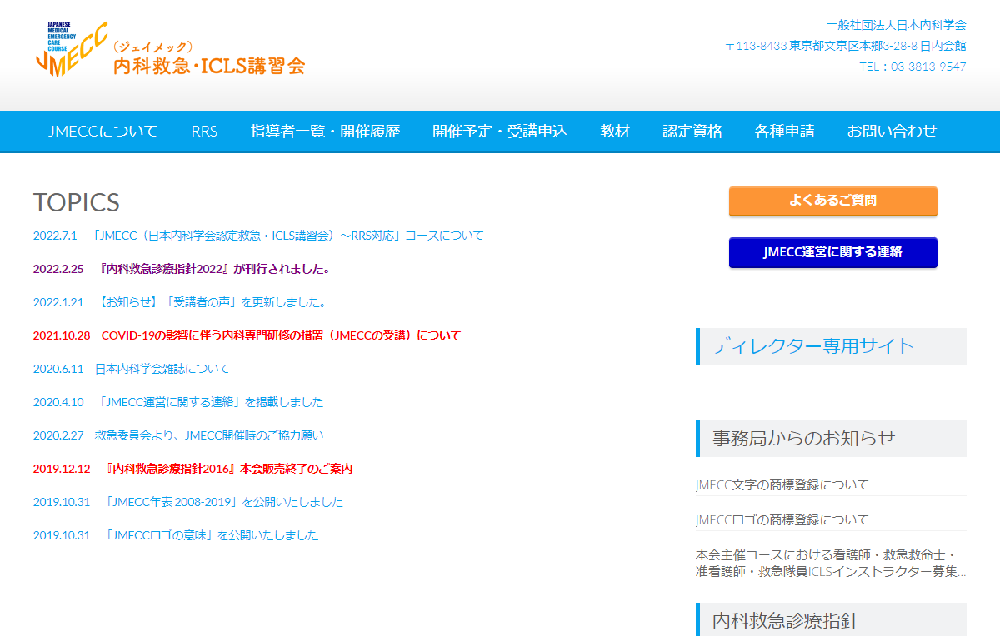 JAPANESE
MEDICAL
EMERGENCY
CARE
COURSE
JMECC
（ジェイメック）
内科救急・ICLS講習会
一般社団法人日本内科学会
〒113-8433 東京都文京区本郷3-28-8 日内会館
TEL：03-3813-9547
JMECCについて RRS 指導者一覧・開催履歴 開催予定・受講申込 教材 認定資格 各種申請 お問い合わせ
TOPICS
2022.7.1 「JMECC（日本内科学会認定救急・ICLS講習会）～RRS対応」コースについて
2022.2.25 『内科救急診療指針2022』が刊行されました。
2022.1.21 【お知らせ】「受講者の声」を更新しました。
2021.10.28 COVID-19の影響に伴う内科専門研修の措置（JMECCの受講）について
2020.6.11 日本内科学会雑誌について
2020.4.10 「JMECC運営に関する連絡」を掲載しました
2020.2.27 救急委員会より、JMECC開催時のご協力願い
2019.12.12 『内科救急診療指針2016』本会販売終了のご案内
2019.10.31 「JMECC年表 2008-2019」を公開いたしました
2019.10.31 「JMECCロゴの意味」を公開いたしました
よくあるご質問
JMECC運営に関する連絡
ディレクター専用サイト
事務局からのお知らせ
JMECC文字の商標登録について
JMECCロゴの商標登録について
本会主催コースにおける看護師・救急救命士・
准看護師・救急隊員ICLSインストラクター募集...
内科救急診療指針